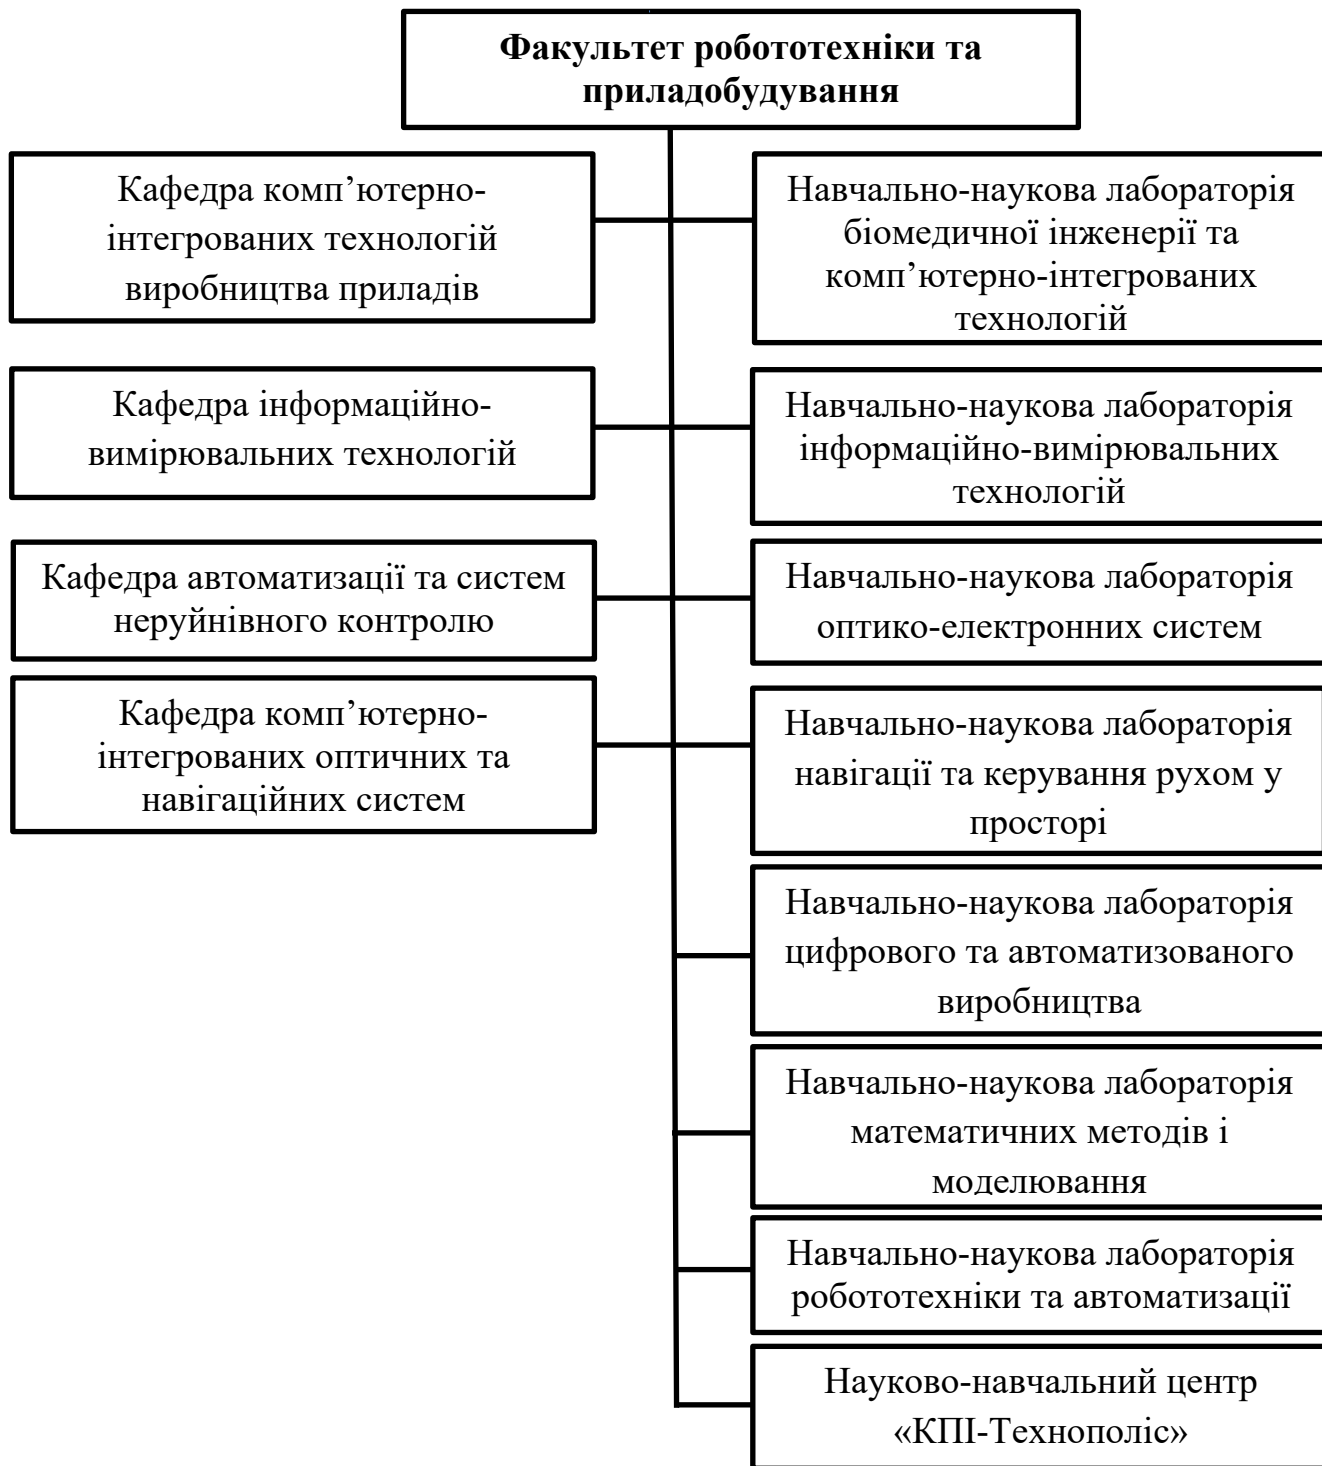 Факультет робототехніки та
приладобудування
Кафедра комп’ютерно-
інтегрованих технологій
виробництва приладів
Навчально-наукова лабораторія
біомедичної інженерії та
комп’ютерно-інтегрованих
технологій
Кафедра інформаційно-
вимірювальних технологій
Навчально-наукова лабораторія
інформаційно-вимірювальних
технологій
Кафедра автоматизації та систем
неруйнівного контролю
Навчально-наукова лабораторія
оптико-електронних систем
Кафедра комп’ютерно-
інтегрованих оптичних та
навігаційних систем
Навчально-наукова лабораторія
навігації та керування рухом у
просторі
Навчально-наукова лабораторія
цифрового та автоматизованого
виробництва
Навчально-наукова лабораторія
математичних методів і
моделювання
Навчально-наукова лабораторія
робототехніки та автоматизації
Науково-навчальний центр
«КПІ-Технополіс»